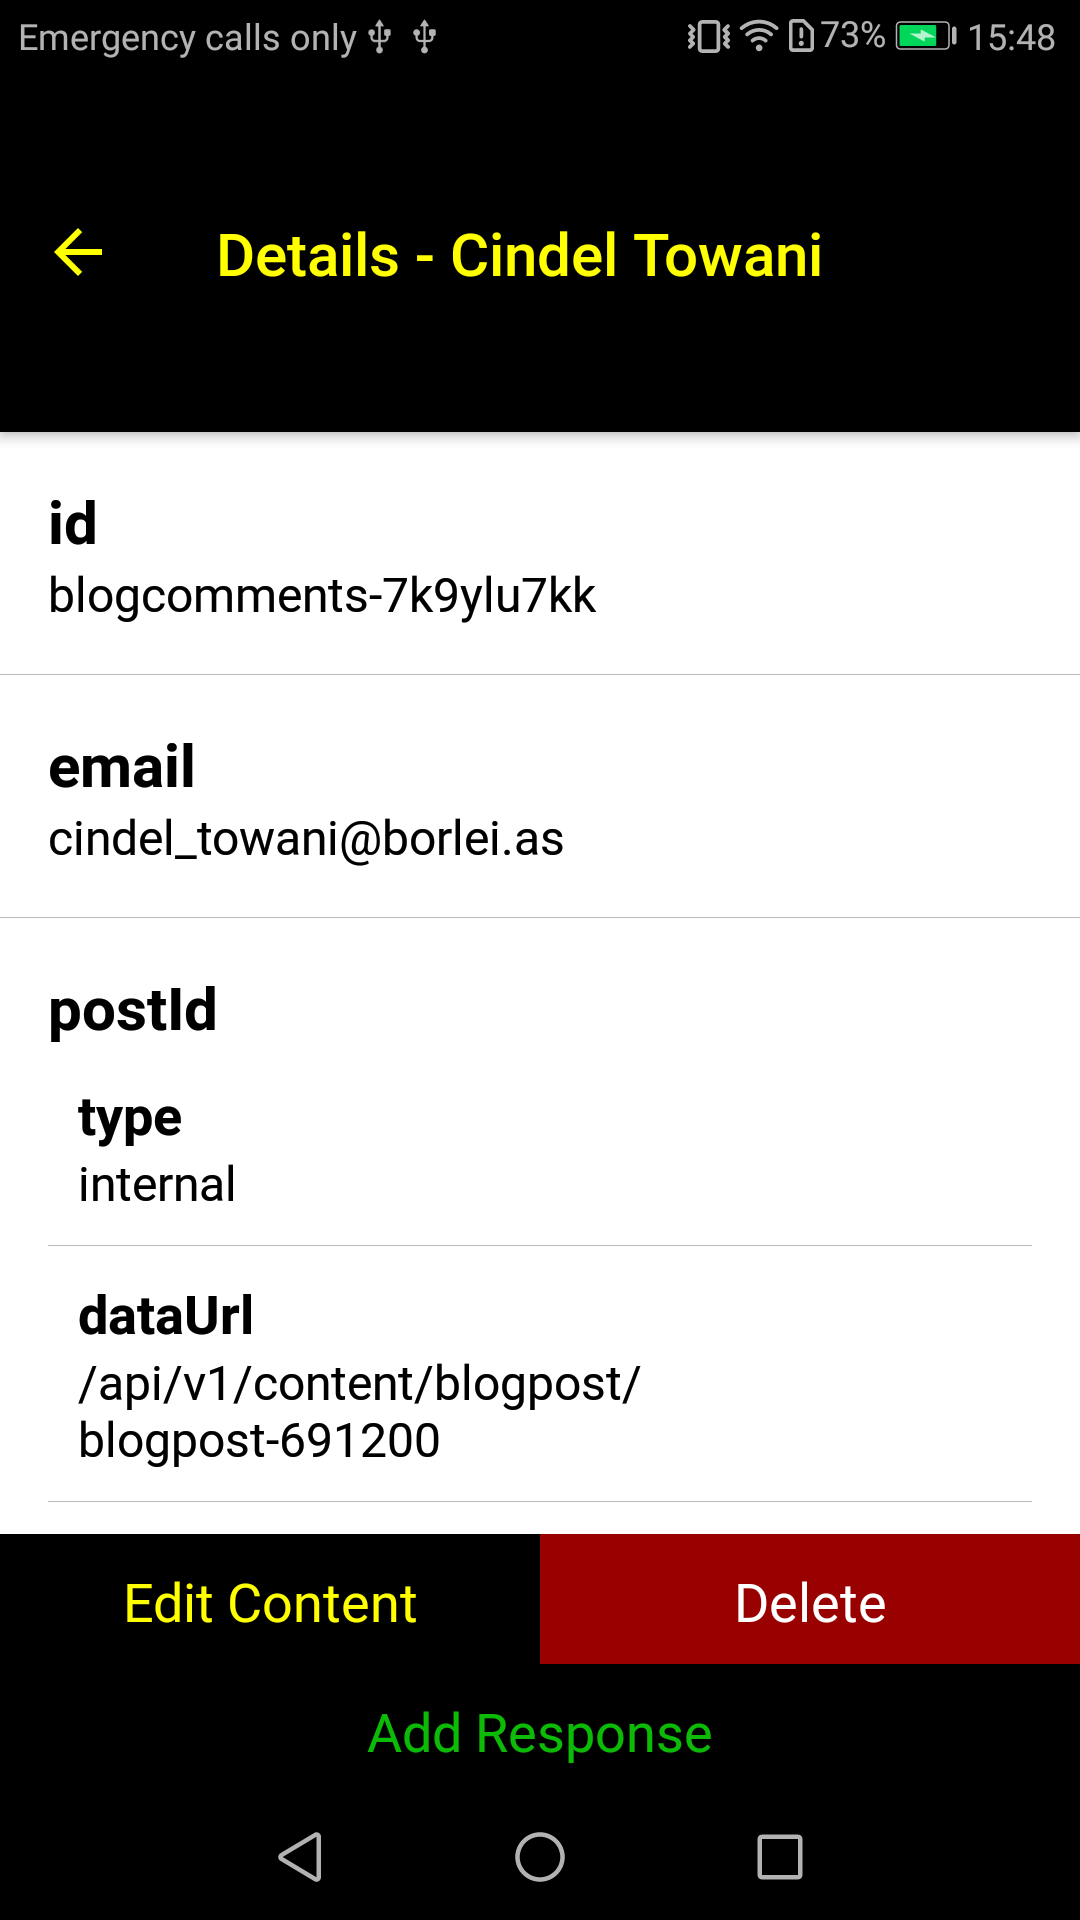 Emergency calls only 73% 15:48
Details - Cindel Towani
id
blogcomments-7k9ylu7kk
email
cindel_towani@borlei.as
postId
type
internal
dataUrl
/api/v1/content/blogpost/
blogpost-691200
Edit Content Delete
Add Response